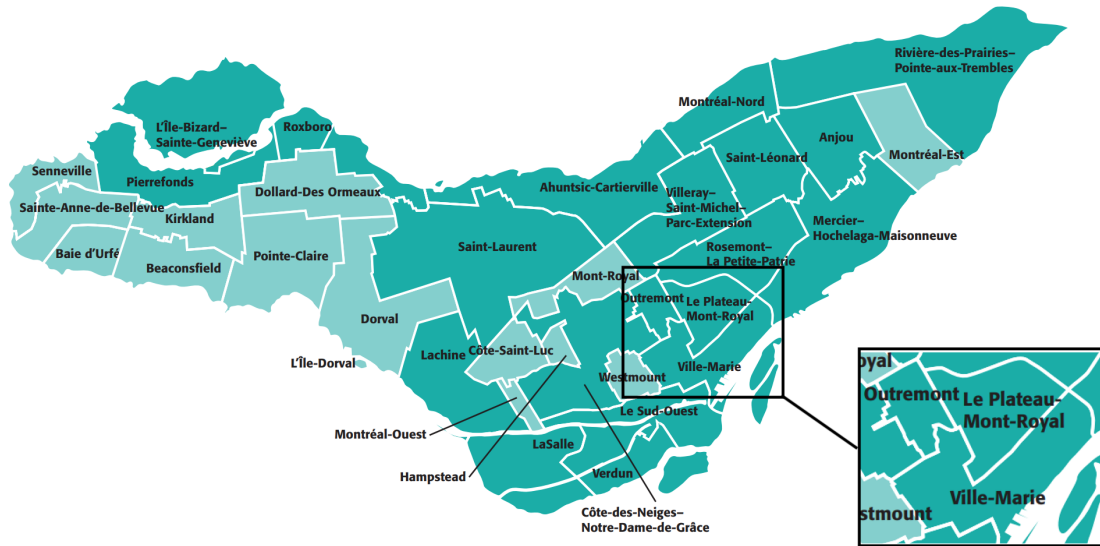 Rivière-des-Prairies–
Pointe-aux-Trembles
Montréal-Nord
L'Île-Bizard–
Sainte-Geneviève
Roxboro
Anjou
Saint-Léonard
Montréal-Est
Senneville
Pierrefonds
Dollard-Des Ormeaux
Ahuntsic-Cartierville
Villeray–
Saint-Michel–
Parc-Extension
Sainte-Anne-de-Bellevue
Kirkland
Mercier–
Hochelaga-Maisonneuve
Baie d'Urfé
Beaconsfield
Pointe-Claire
Saint-Laurent
Rosemont–
La Petite-Patrie
Mont-Royal
Outremont
Le Plateau-
Mont-Royal
Dorval
L'Île-Dorval
Lachine
Côte-Saint-Luc
Westmount
Ville-Marie
Le Sud-Ouest
Montréal-Ouest
LaSalle
Hampstead
Verdun
Côte-des-Neiges–
Notre-Dame-de-Grâce
oyal
Outremont
Le Plateau-
Mont-Royal
Ville-Marie
stmount